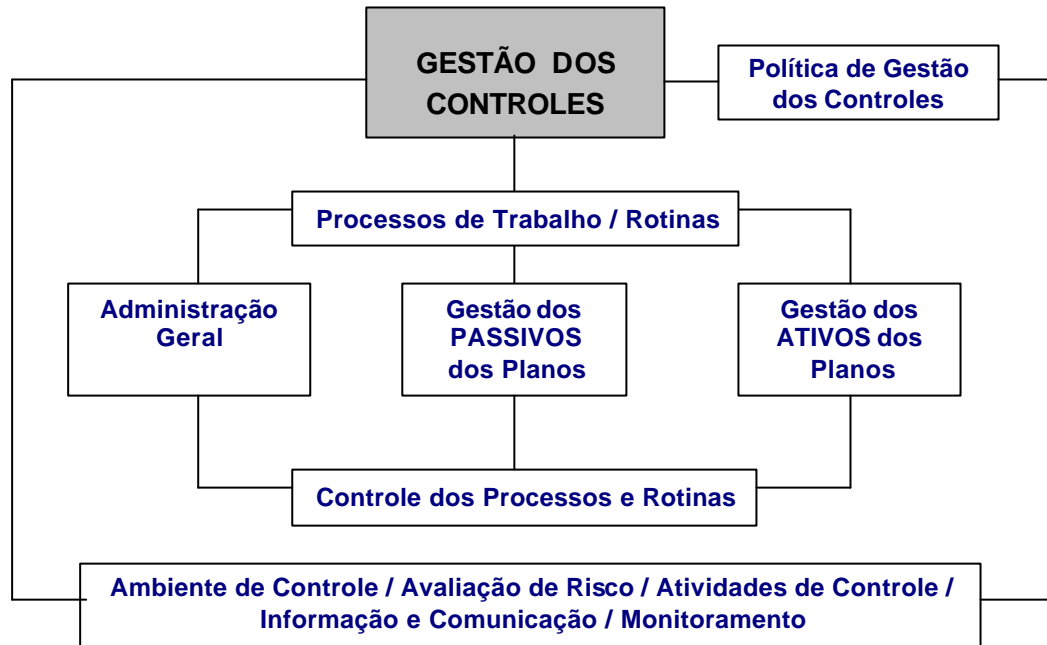 GESTÃO DOS
CONTROLES
Política de Gestão
dos Controles
Processos de Trabalho / Rotinas
Administração
Geral
Gestão dos
PASSIVOS
dos Planos
Gestão dos
ATIVOS dos
Planos
Controle dos Processos e Rotinas
Ambiente de Controle / Avaliação de Risco / Atividades de Controle /
Informação e Comunicação / Monitoramento